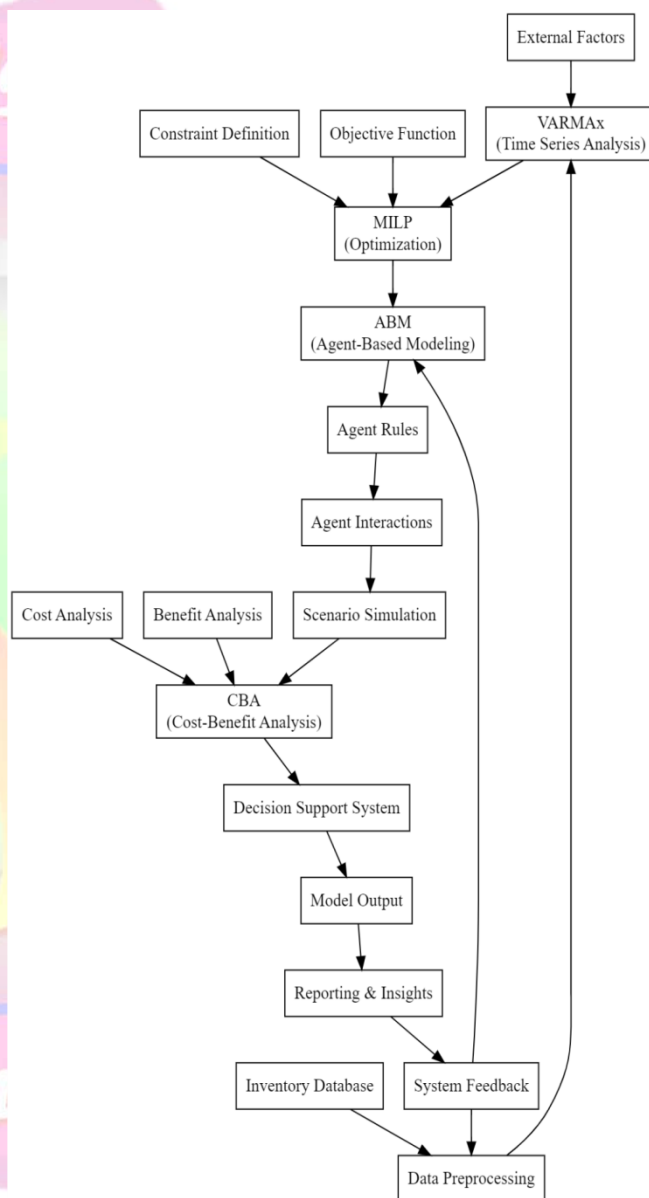 External Factors
Constraint Definition
Objective Function
VARMAx
(Time Series Analysis)
MILP
(Optimization)
ABM
(Agent-Based Modeling)
Agent Rules
Agent Interactions
Cost Analysis
Benefit Analysis
Scenario Simulation
CBA
(Cost-Benefit Analysis)
Decision Support System
Model Output
Reporting & Insights
Inventory Database
System Feedback
Data Preprocessing